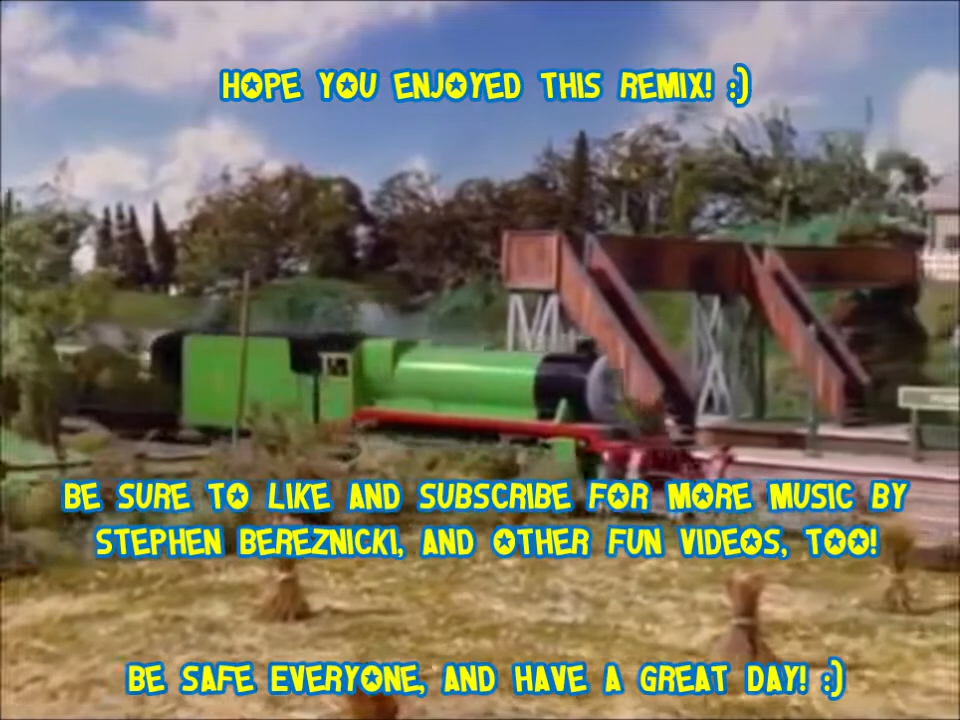 HOPE YOU ENJOYED THIS REMIX! :)
BE SURE TO LIKE AND SUBSCRIBE FOR MORE MUSIC BY
STEPHEN BEREZNICKI, AND OTHER FUN VIDEOS, TOO!
BE SAFE EVERYONE, AND HAVE A GREAT DAY! :)